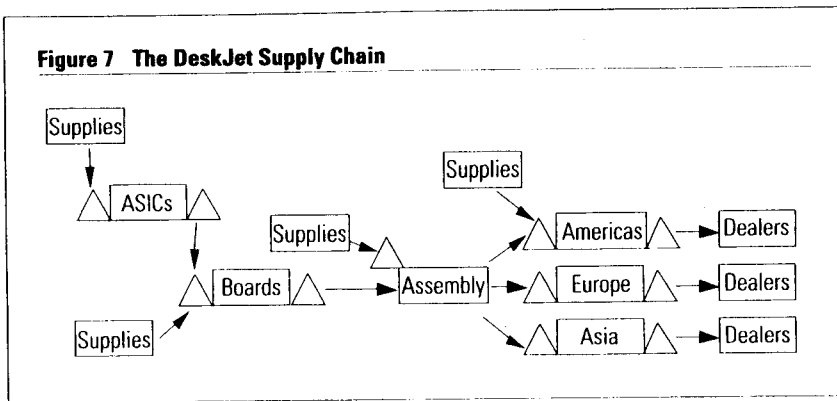 Figure 7 The DeskJet Supply Chain
Supplies
ASICs
Supplies
Boards
Supplies
Assembly
Supplies
Americas
Dealers
Europe
Dealers
Asia
Dealers